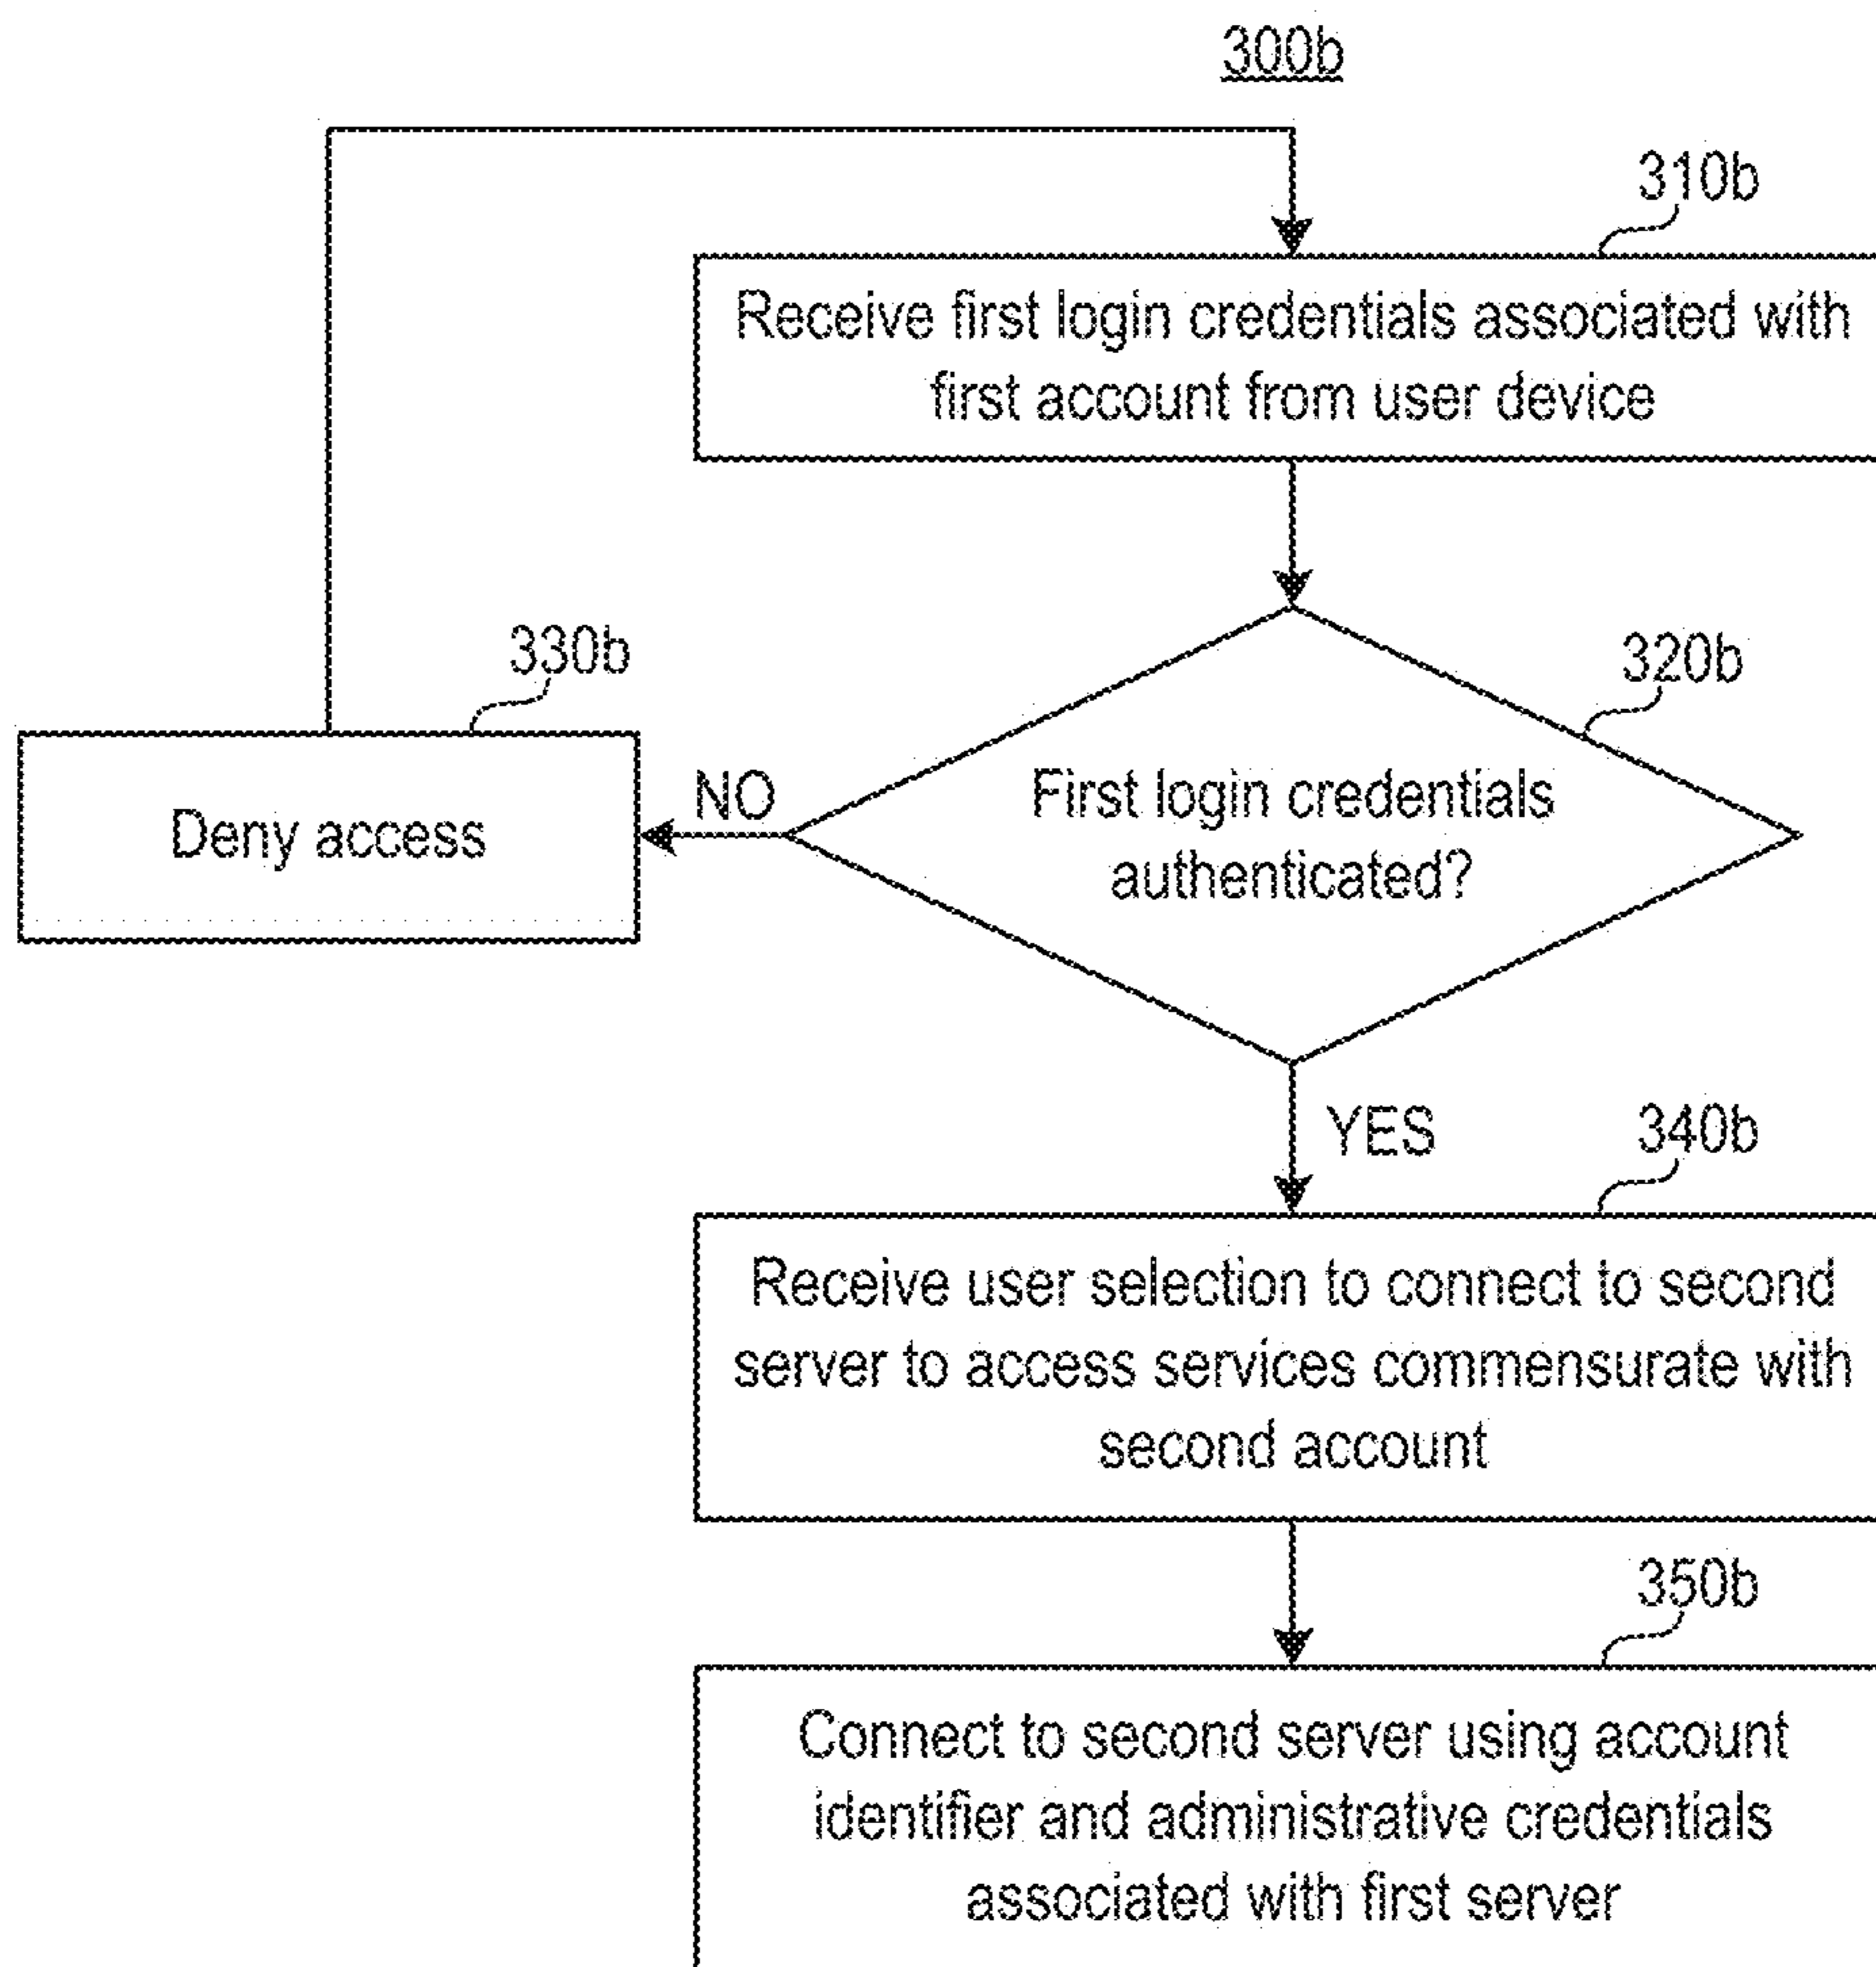 300b
310b
Receive first login credentials associated with
first account from user device
330b
320b
Deny access
NO
First login credentials
authenticated?
YES
340b
Receive user selection to connect to second
server to access services commensurate with
second account
350b
Connect to second server using account
identifier and administrative credentials
associated with first server